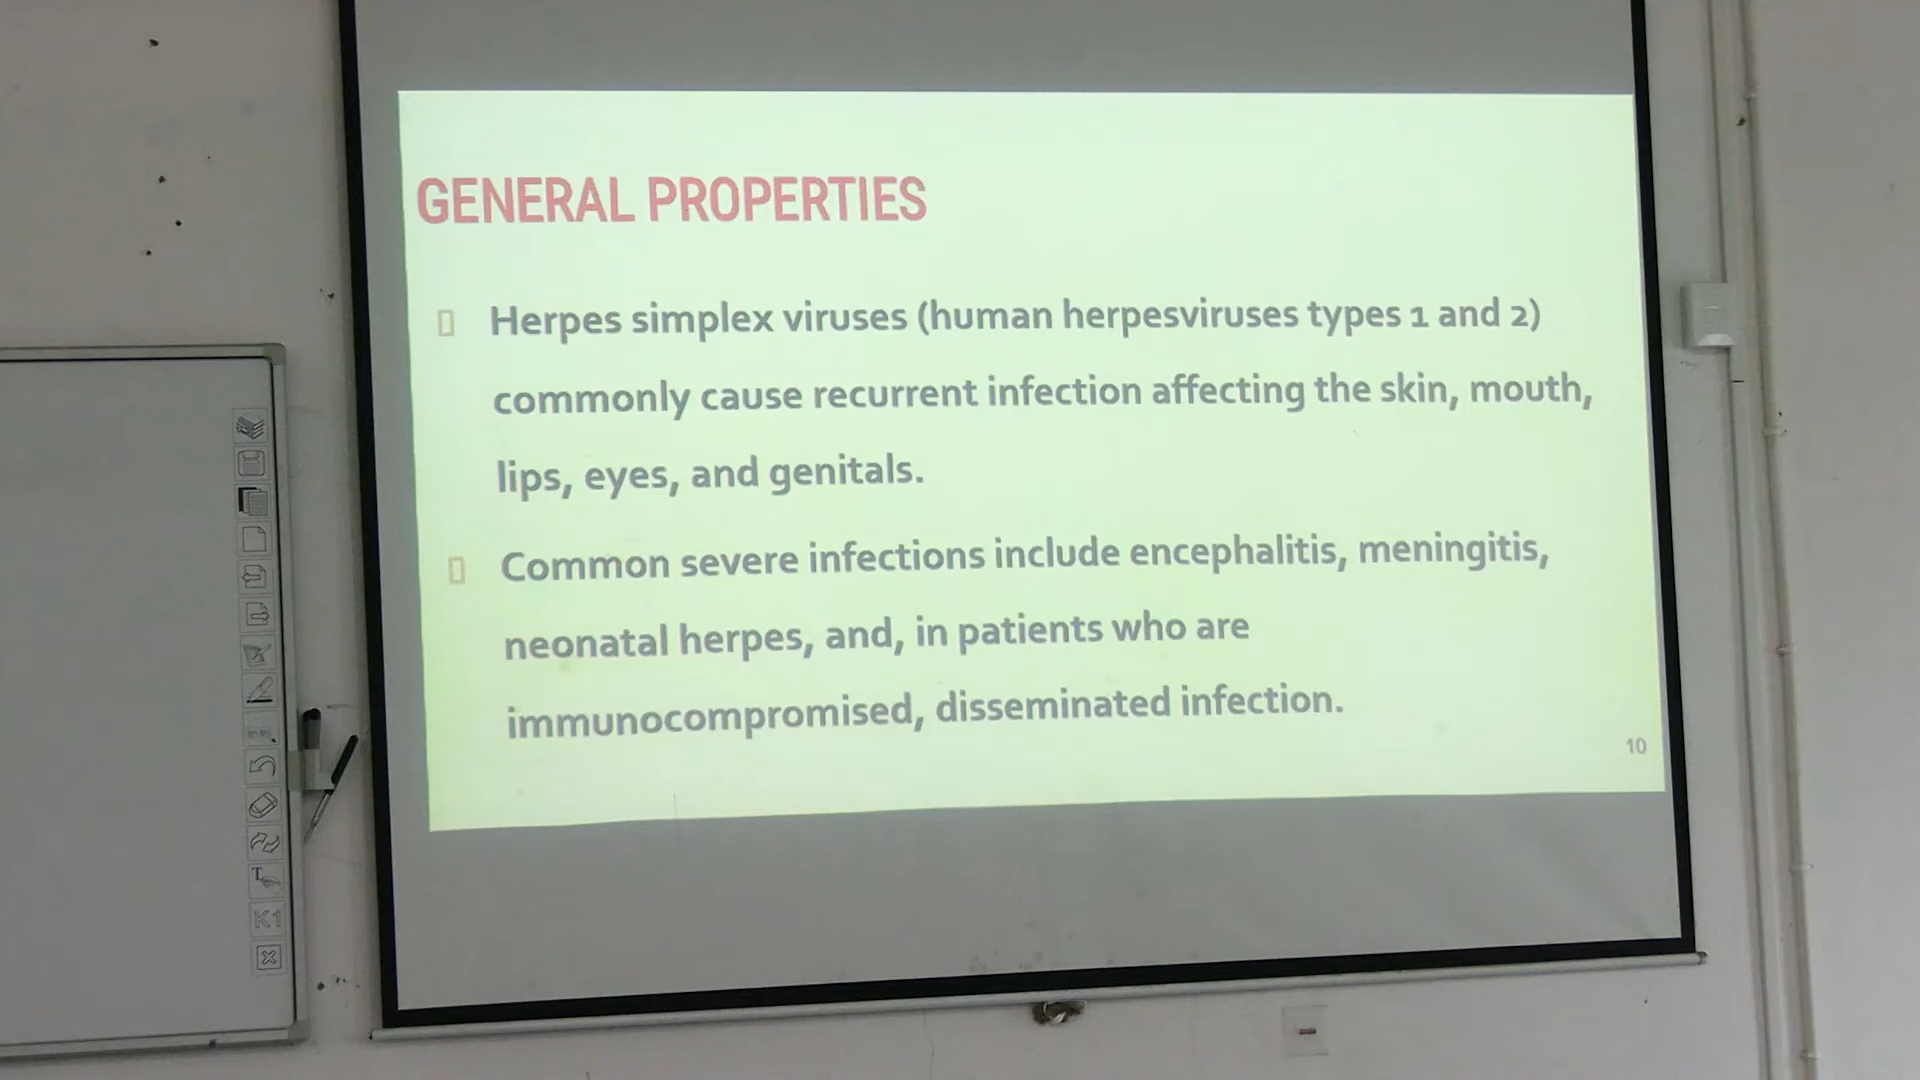 GENERAL PROPERTIES
Herpes simplex viruses (human herpesviruses types 1 and 2)
commonly cause recurrent infection affecting the skin, mouth,
lips, eyes, and genitals.
Common severe infections include encephalitis, meningitis,
neonatal herpes, and, in patients who are
immunocompromised, disseminated infection.
10
T
K1